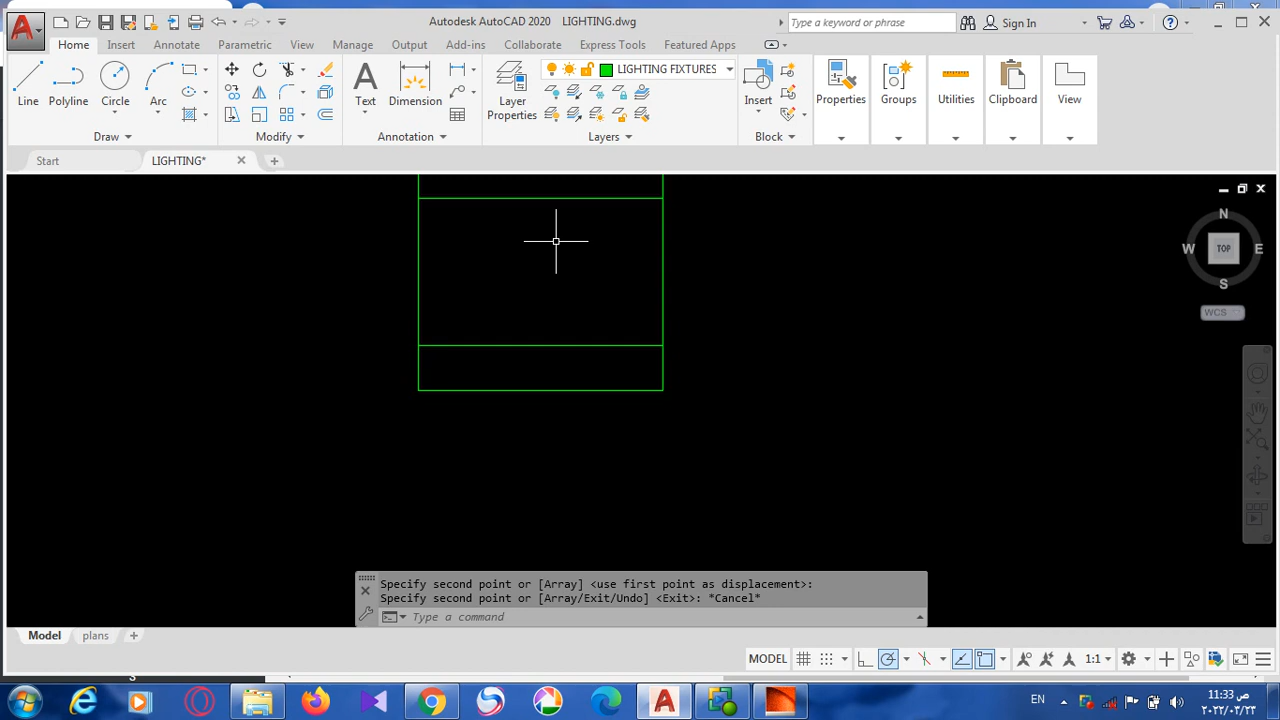 Autodesk AutoCAD 2020 LIGHTING.dwg
Type a keyword or phrase
Sign In
Home Insert Annotate Parametric View Manage Output Add-ins Collaborate Express Tools Featured Apps
LIGHTING FIXTURES
Line Polyline Circle Arc
Text Dimension
Layer
Properties
Insert
Properties Groups Utilities Clipboard View
Draw Modify Annotation Layers Block
Start LIGHTING*
N
W TOP E
S
WCS
Specify second point or [Array] <use first point as displacement>:
Specify second point or [Array/Exit/Undo] <Exit>: *Cancel*
Type a command
Model plans
MODEL 1:1
EN
11:33 ص
٢٠٢٢/٠٣/٢٣